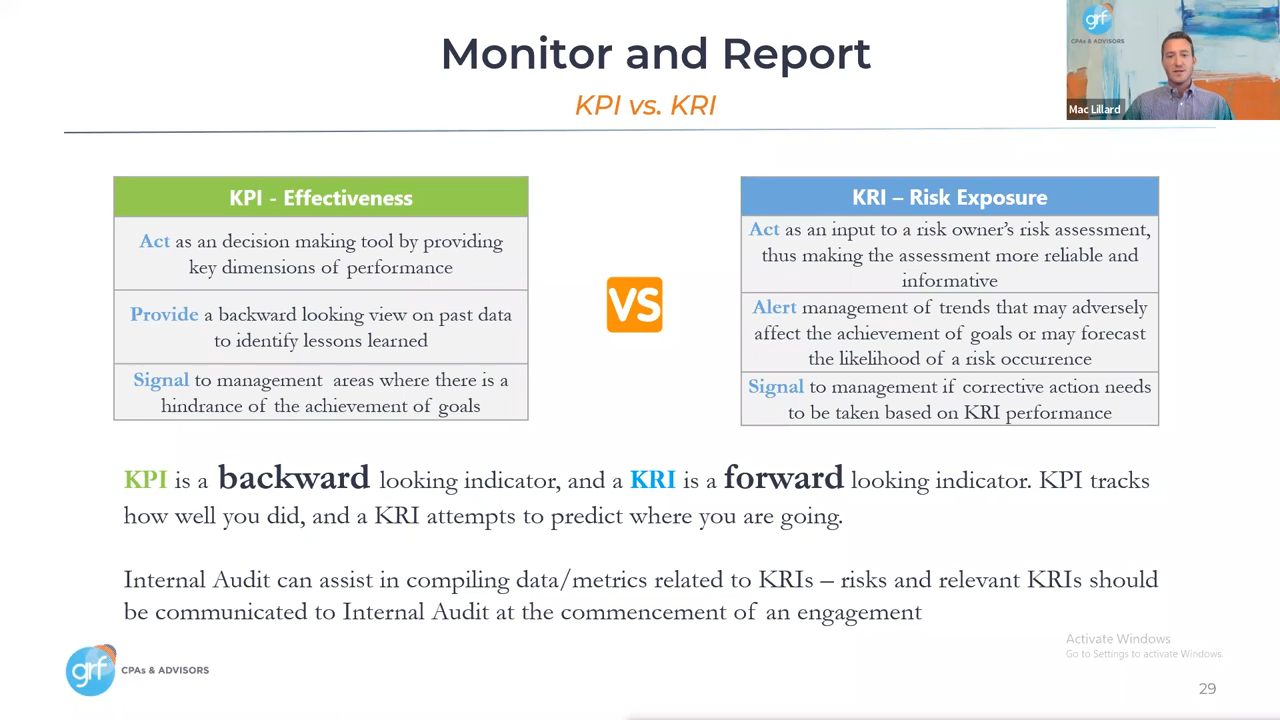 Monitor and Report
KPI vs. KRI
grf
CPAs & ADVISORS
Mac Lillard
KPI - Effectiveness
Act as an decision making tool by providing
key dimensions of performance
Provide a backward looking view on past data
to identify lessons learned
Signal to management areas where there is a
hindrance of the achievement of goals
VS
KRI – Risk Exposure
Act as an input to a risk owner's risk assessment,
thus making the assessment more reliable and
informative
Alert management of trends that may adversely
affect the achievement of goals or may forecast
the likelihood of a risk occurrence
Signal to management if corrective action needs
to be taken based on KRI performance
KPI is a backward looking indicator, and a KRI is a forward looking indicator. KPI tracks
how well you did, and a KRI attempts to predict where you are going.
Internal Audit can assist in compiling data/metrics related to KRIs – risks and relevant KRIs should
be communicated to Internal Audit at the commencement of an engagement
grf
CPAs & ADVISORS
Activate Windows
Go to Settings to activate Windows.
29